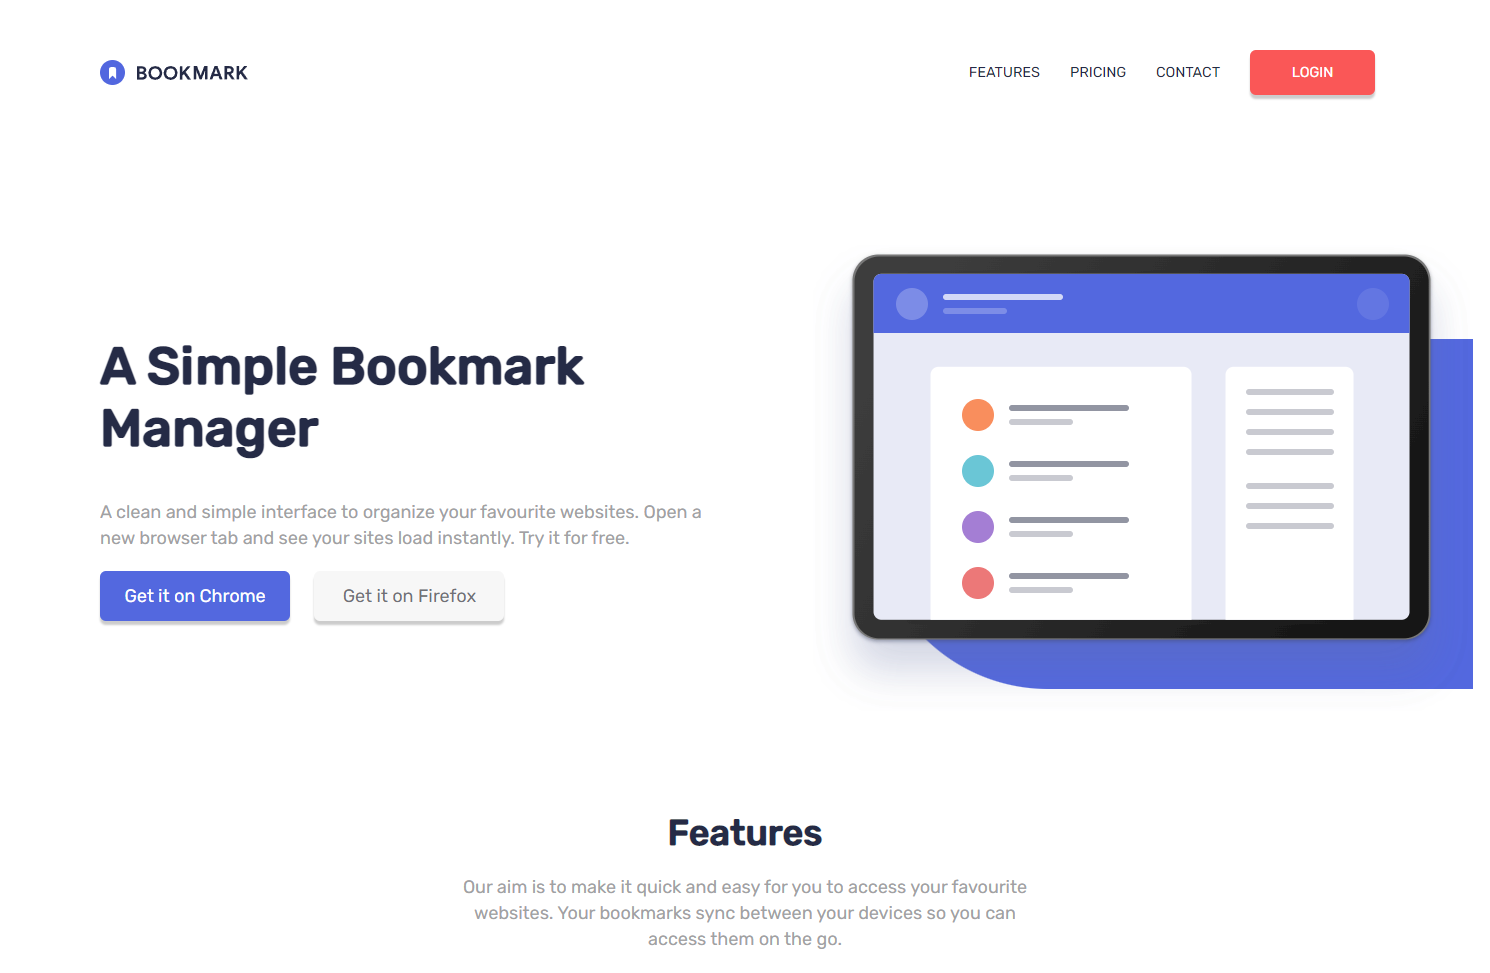 BOOKMARK
FEATURES PRICING CONTACT LOGIN
A Simple Bookmark
Manager
A clean and simple interface to organize your favourite websites. Open a
new browser tab and see your sites load instantly. Try it for free.
Get it on Chrome Get it on Firefox
Features
Our aim is to make it quick and easy for you to access your favourite
websites. Your bookmarks sync between your devices so you can
access them on the go.